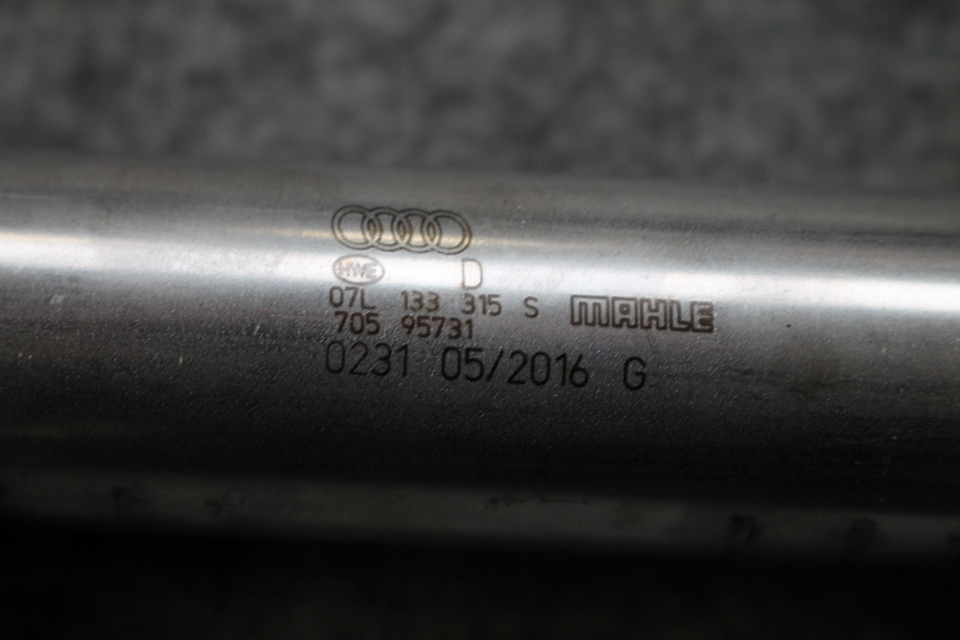 HWE D
07L 133 315 S MAHLE
705 95731
0231 05/2016 G